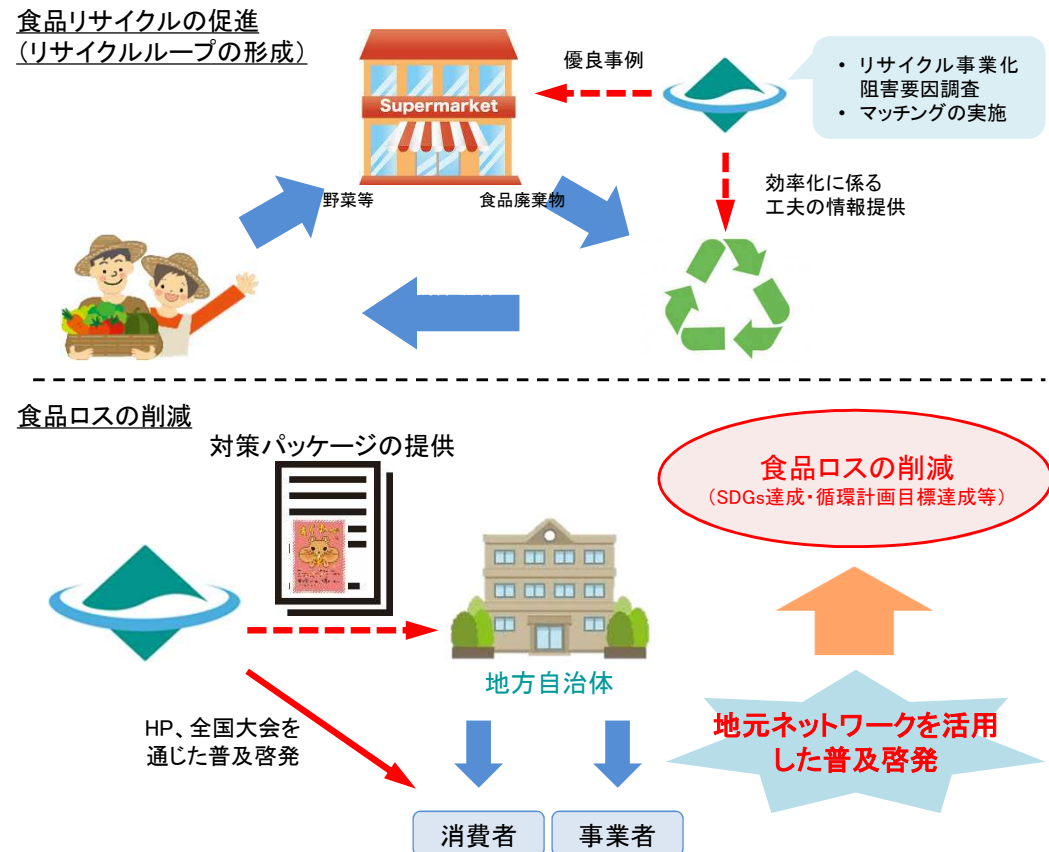 食品リサイクルの促進
（リサイクルループの形成）
優良事例
• リサイクル事業化
阻害要因調査
• マッチングの実施
Supermarket
野菜等
食品廃棄物
効率化に係る
工夫の情報提供
食品ロスの削減
対策パッケージの提供
食品ロスの削減
（SDGs達成・循環計画目標達成等）
地方自治体
HP、全国大会を
通じた普及啓発
地元ネットワークを活用
した普及啓発
消費者
事業者